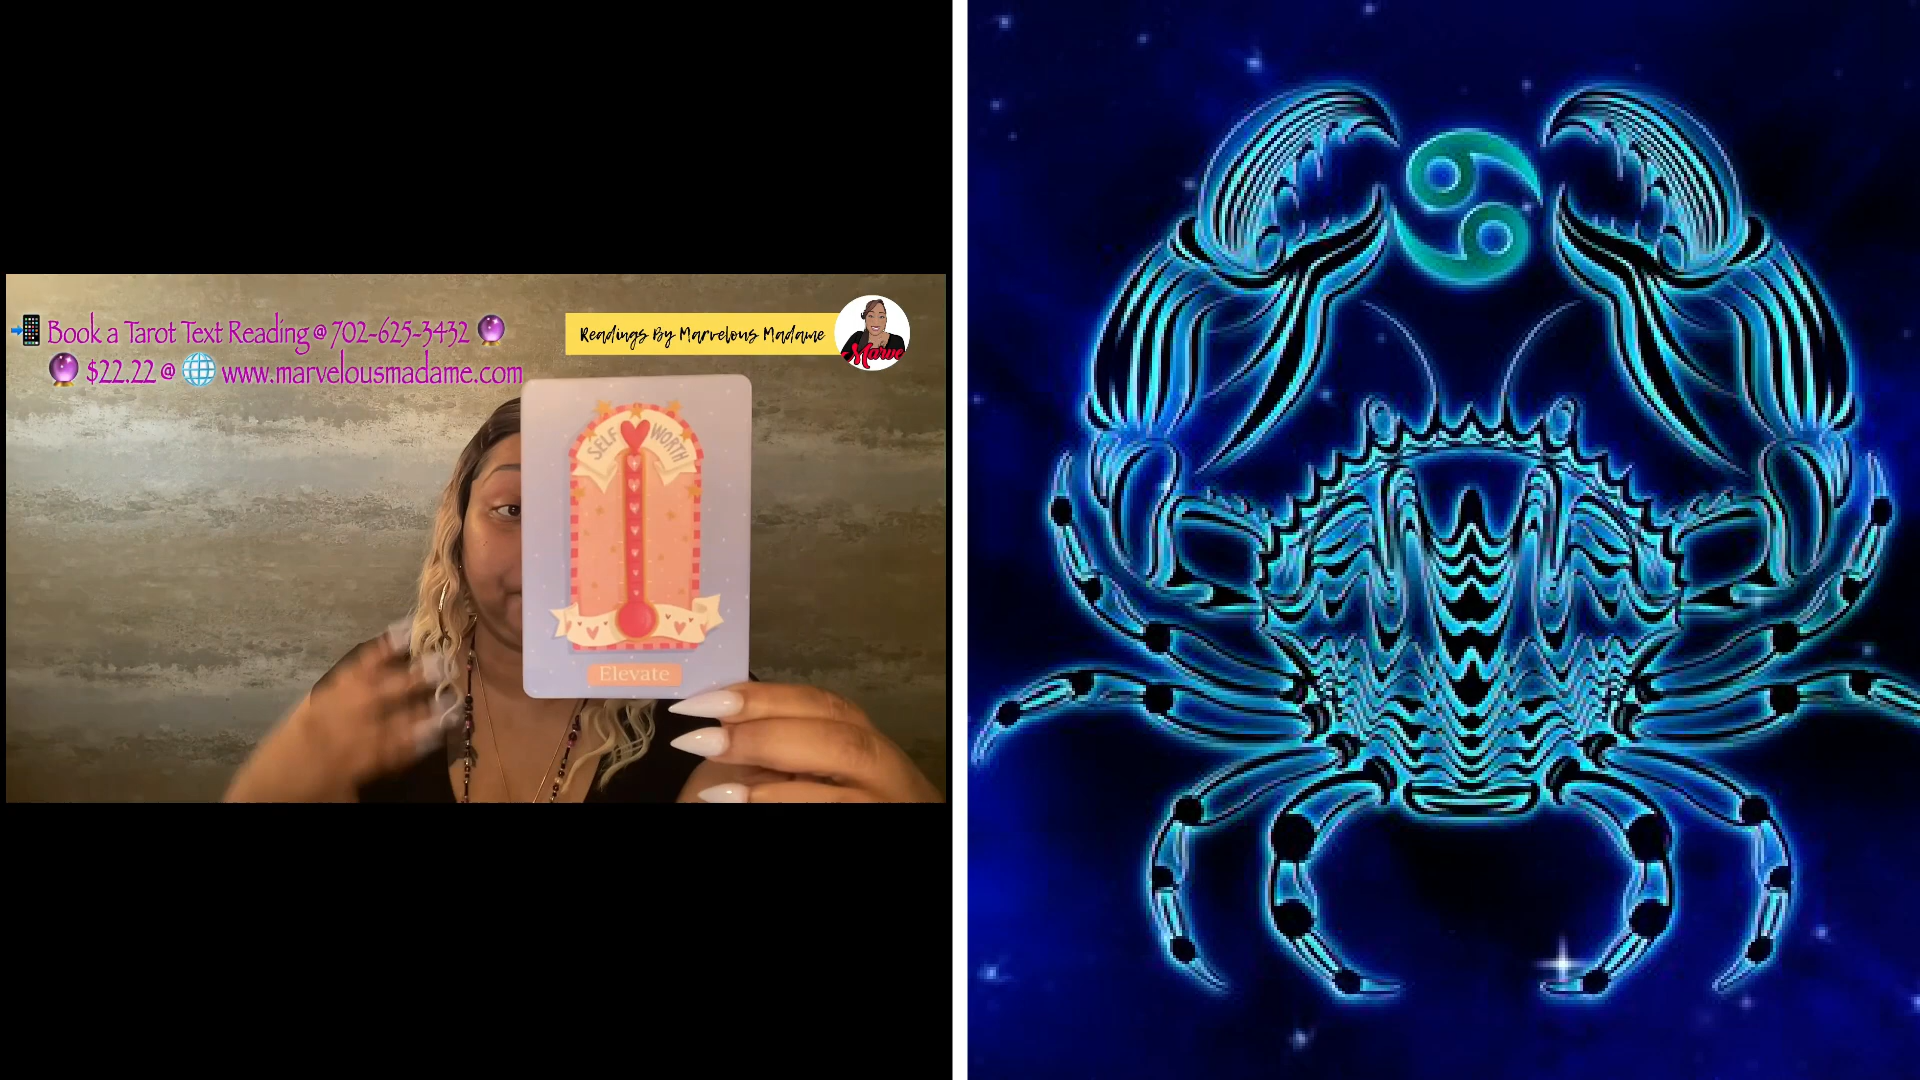 Book a Tarot Text Reading @ 702-625-3432
$22.22 @ www.marvelousmadame.com
Readings By Marvelous Madame
Marve
SELF WORTH
Elevate